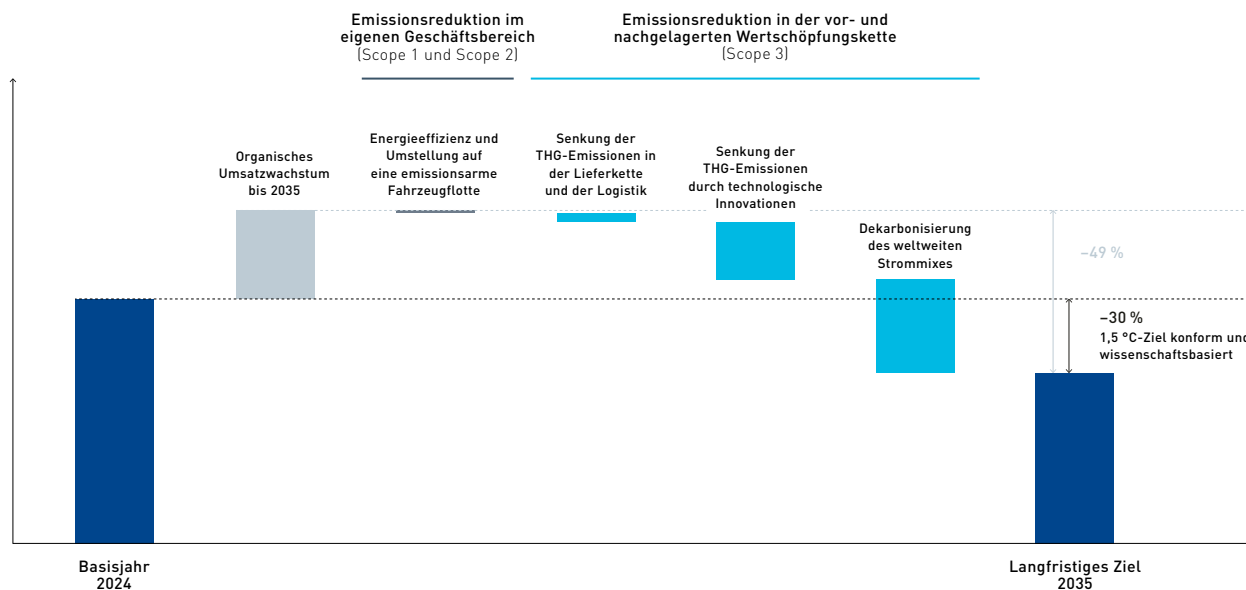 Emissionsreduktion im
eigenen Geschäftsbereich
(Scope 1 und Scope 2)
Emissionsreduktion in der vor- und
nachgelagerten Wertschöpfungskette
(Scope 3)
Organisches
Umsatzwachstum
bis 2035
Energieeffizienz und
Umstellung auf
eine emissionsarme
Fahrzeugflotte
Senkung der
THG-Emissionen in
der Lieferkette
und der Logistik
Senkung der
THG-Emissionen
durch technologische
Innovationen
Dekarbonisierung
des weltweiten
Strommixes
–49 %
–30 %
1,5 °C-Ziel konform und
wissenschaftsbasiert
Basisjahr
2024
Langfristiges Ziel
2035